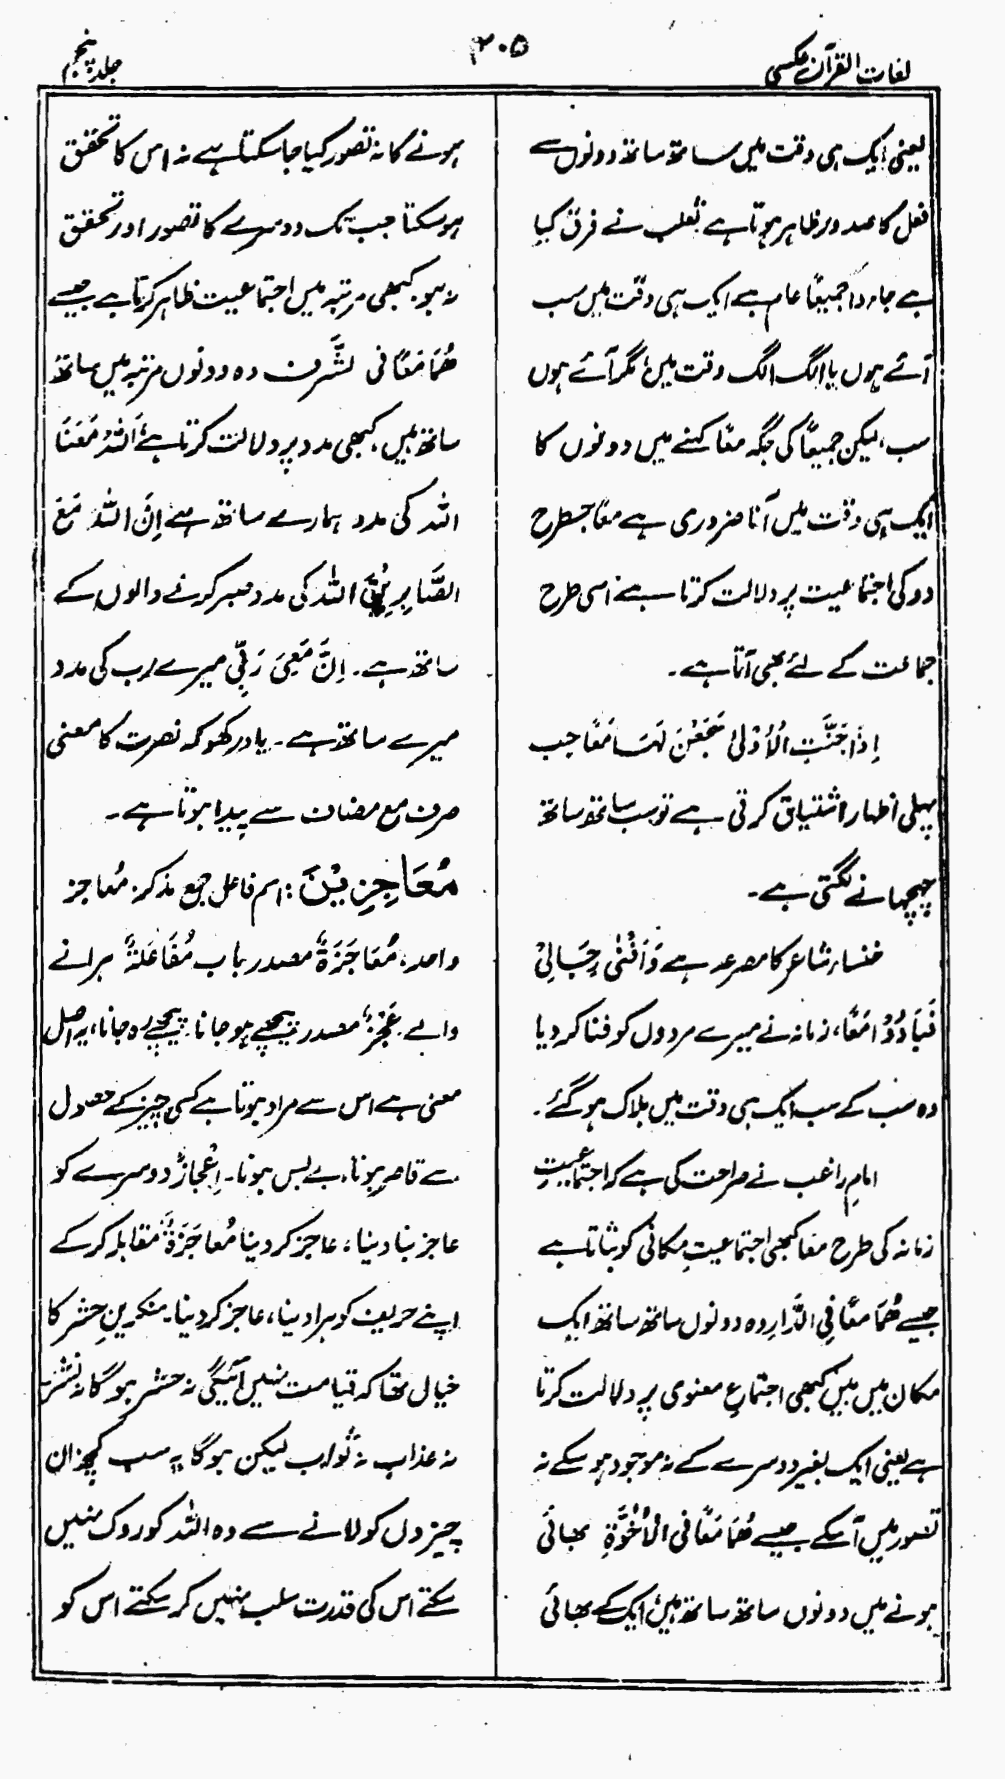 لغات القرآن عکسی
۲۰۵
جلد پنجم
یعنی ایک ہی وقت میں ساتھ ساتھ دونوں سے
فعل کا صدور ظاہر ہوتا ہے ثعلب نے فرق کیا
ہے جاءوا جمیعًا عام ہے ایک ہی وقت میں سب
آئے ہوں یا الگ الگ وقت میں مگر آئے ہوں
سب، لیکن جمیعًا کی جگہ معًا کہنے میں دونوں کا
ایک ہی وقت میں آنا ضروری ہے معًا جسطرح
دو کی اجتماعیت پر دلالت کرتا ہے اسی طرح
جماعت کے لئے بھی آتا ہے۔
اِذَا حَنَّتِ الْاُوْلٰی سَجَعْنَ لَہَا مَعًا جب
پہلی اظہار اشتیاق کرتی ہے تو سب ساتھ ساتھ
چہچہانے لگتی ہے۔
خنساء شاعر کا مصرعہ ہے وَاَفْنٰی رِجَالِیْ
فَبَادُوْا مَعًا، زمانہ نے میرے مردوں کو فنا کر دیا
وہ سب کے سب ایک ہی وقت میں ہلاک ہو گئے۔
امام راغب نے صراحت کی ہے کہ اجتماعیتِ
زمانہ کی طرح معًا کبھی اجتماعیتِ مکانی کو بتاتا ہے
جیسے ھُمَا مَعًا فِی الدَّارِ وہ دونوں ساتھ ساتھ ایک
مکان میں ہیں کبھی اجتماعِ معنوی پر دلالت کرتا
ہے یعنی ایک بغیر دوسرے کے نہ موجود ہو سکے نہ
تصور میں آسکے جیسے ھُمَا مَعًا فی الْاُخُوَّةِ بھائی
ہونے میں دونوں ساتھ ساتھ ہیں ایک کے بھائی
ہونے کا نہ تصور کیا جا سکتا ہے نہ اس کا تحقق
ہو سکتا جب تک دوسرے کا تصور اور تحقق
نہ ہو۔ کبھی مرتبہ میں اجتماعیت ظاہر کرتا ہے جیسے
ھُمَا مَعًا فی الشَّرَفِ وہ دونوں مرتبہ میں ساتھ
ساتھ ہیں، کبھی مدد پر دلالت کرتا ہے اَللّٰہُ مَعَنَا
اللہ کی مدد ہمارے ساتھ ہے اِنَّ اللّٰہَ مَعَ
الصَّابِرِیْنَ اللہ کی مدد صبر کرنے والوں کے
ساتھ ہے۔ اِنَّ مَعِیَ رَبِّیْ میرے رب کی مدد
میرے ساتھ ہے۔ یاد رکھو کہ نصرت کا معنی
صرف مع مضاف سے پیدا ہوتا ہے۔
مُعَاجِزِیْنَ : اسم فاعل جمع مذکر، مُعاجز
واحد، مُعَاجَزَةٌ مصدر باب مُفَاعَلَةٌ ہرانے
والے۔ عَجْزٌ مصدر پیچھے ہو جانا۔ پیچھے رہ جانا، یہ اصل
معنی ہے اس سے مراد ہوتا ہے کسی چیز کے حصول
سے قاصر ہونا، بے بس ہونا۔ اِعْجَازٌ دوسرے کو
عاجز بنا دینا، عاجز کر دینا مُعاجَزَةٌ مقابلہ کر کے
اپنے حریف کو ہرا دینا، عاجز کر دینا۔ منکرینِ حشر کا
خیال تھا کہ قیامت نہیں آئیگی نہ حشر ہو گا نہ نشر
نہ عذاب نہ ثواب لیکن ہو گا یہ سب کچھ ان
چیزوں کو لانے سے وہ اللہ کو روک نہیں
سکتے اس کی قدرت سلب نہیں کر سکتے اس کو